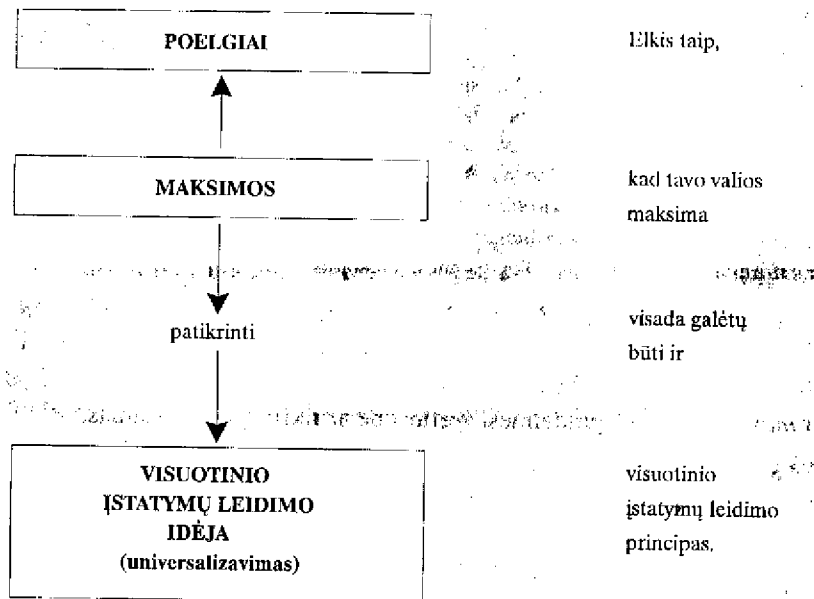 POELGIAI
Elkis taip,
MAKSIMOS
kad tavo valios
maksima
patikrinti
visada galėtų
būti ir
VISUOTINIO
ĮSTATYMŲ LEIDIMO
IDĖJA
(universalizavimas)
visuotinio
įstatymų leidimo
principas.